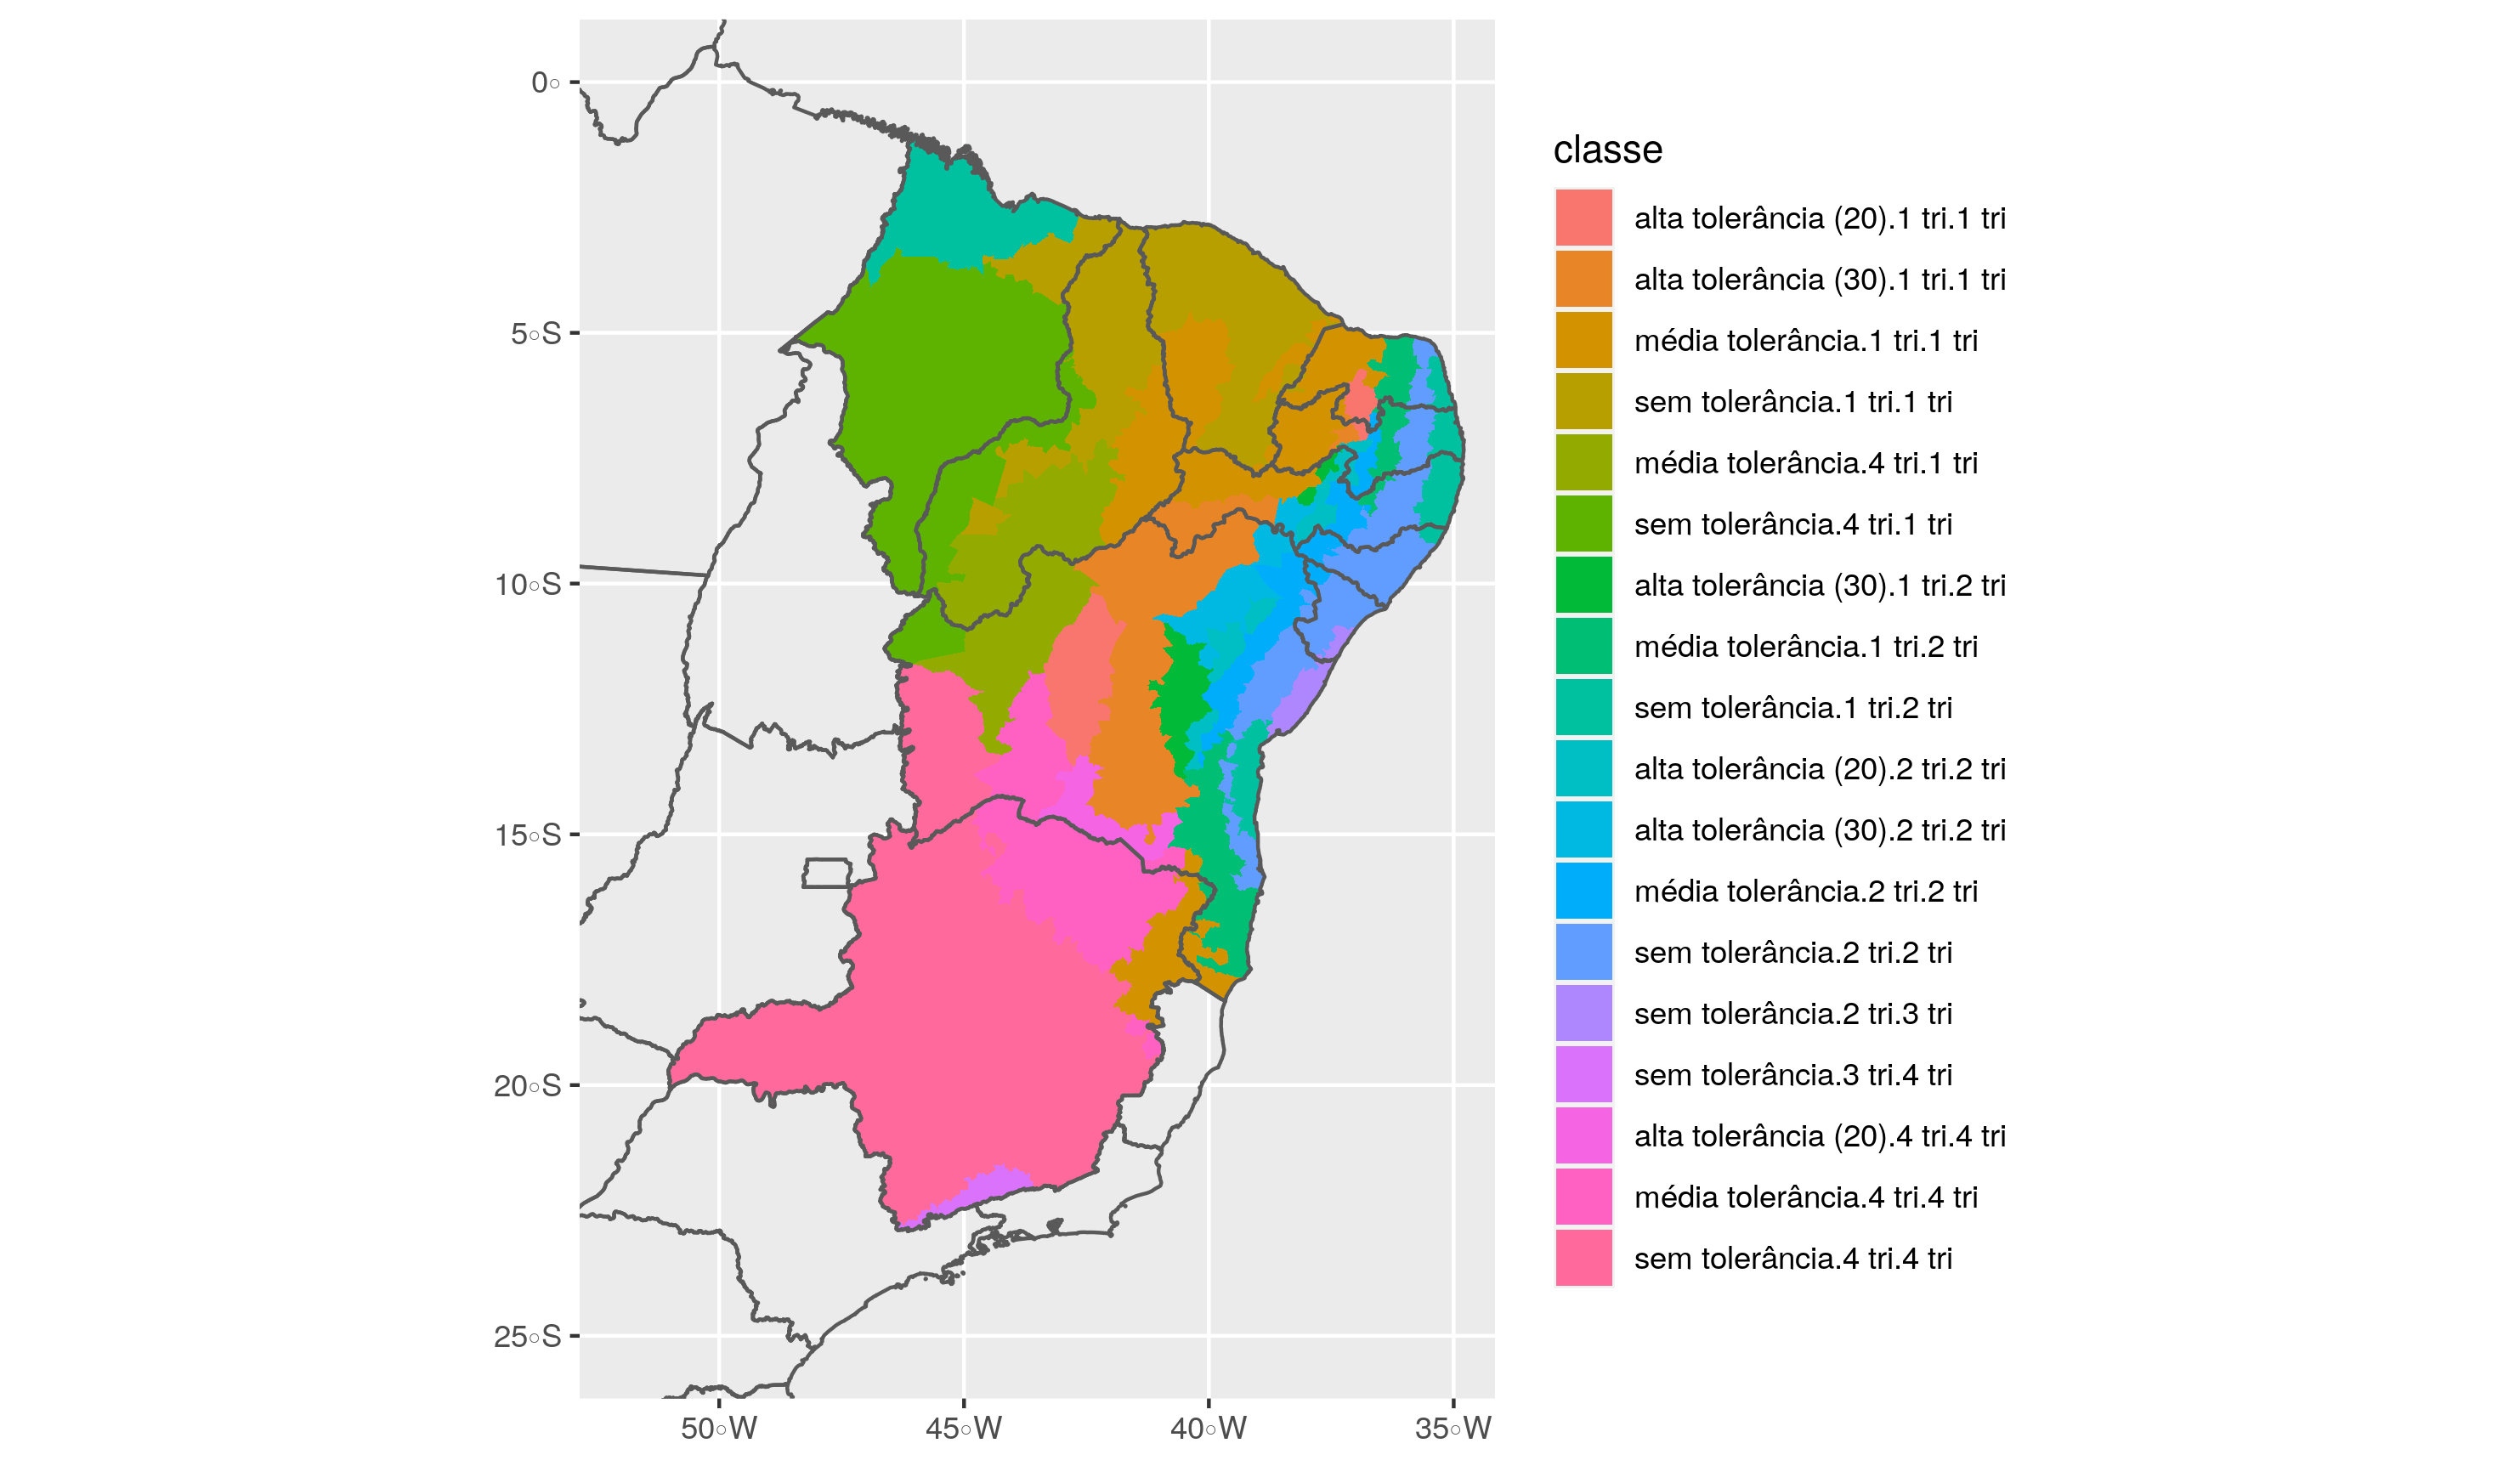 0◦
5◦S
10◦S
15◦S
20◦S
25◦S
50◦W 45◦W 40◦W 35◦W
classe
alta tolerância (20).1 tri.1 tri
alta tolerância (30).1 tri.1 tri
média tolerância.1 tri.1 tri
sem tolerância.1 tri.1 tri
média tolerância.4 tri.1 tri
sem tolerância.4 tri.1 tri
alta tolerância (30).1 tri.2 tri
média tolerância.1 tri.2 tri
sem tolerância.1 tri.2 tri
alta tolerância (20).2 tri.2 tri
alta tolerância (30).2 tri.2 tri
média tolerância.2 tri.2 tri
sem tolerância.2 tri.2 tri
sem tolerância.2 tri.3 tri
sem tolerância.3 tri.4 tri
alta tolerância (20).4 tri.4 tri
média tolerância.4 tri.4 tri
sem tolerância.4 tri.4 tri